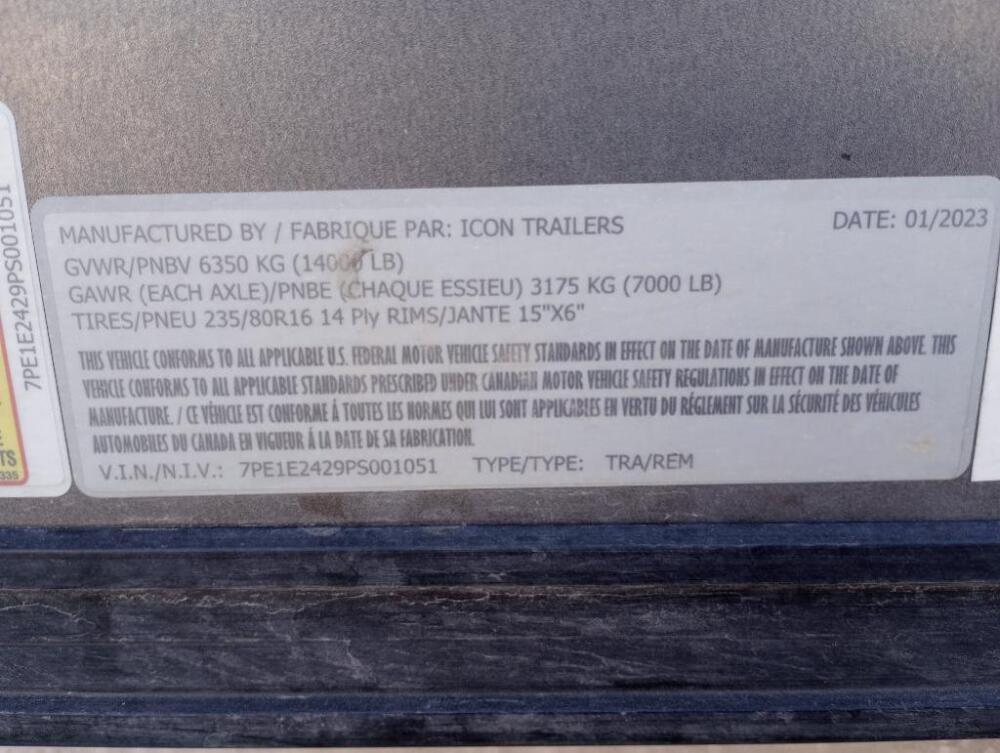 MANUFACTURED BY / FABRIQUE PAR: ICON TRAILERS DATE: 01/2023
GVWR/PNBV 6350 KG (14000 LB)
GAWR (EACH AXLE)/PNBE (CHAQUE ESSIEU) 3175 KG (7000 LB)
TIRES/PNEU 235/80R16 14 Ply RIMS/JANTE 15"X6"
THIS VEHICLE CONFORMS TO ALL APPLICABLE U.S. FEDERAL MOTOR VEHICLE SAFETY STANDARDS IN EFFECT ON THE DATE OF MANUFACTURE SHOWN ABOVE. THIS
VEHICLE CONFORMS TO ALL APPLICABLE STANDARDS PRESCRIBED UNDER CANADIAN MOTOR VEHICLE SAFETY REGULATIONS IN EFFECT ON THE DATE OF
MANUFACTURE. / CE VÉHICLE EST CONFORME Á TOUTES LES NORMES QUI LUI SONT APPLICABLES EN VERTU DU RÉGLEMENT SUR LA SÉCURITÉ DES VÉHICULES
AUTOMOBILES DU CANADA EN VIGUEUR Á LA DATE DE SA FABRICATION.
V.I.N./N.I.V.: 7PE1E2429PS001051 TYPE/TYPE: TRA/REM
7PE1E2429PS001051
TS
335